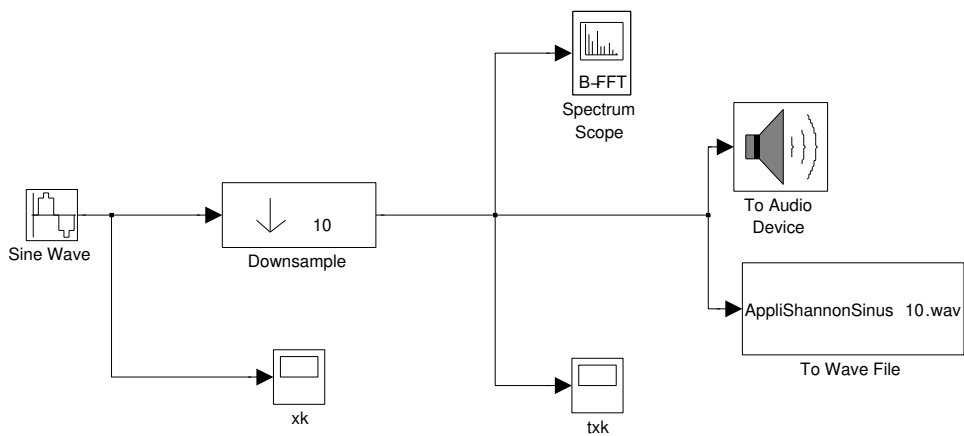 B-FFT
Spectrum
Scope
To Audio
Device
Sine Wave
10
Downsample
AppliShannonSinus 10.wav
To Wave File
xk
txk